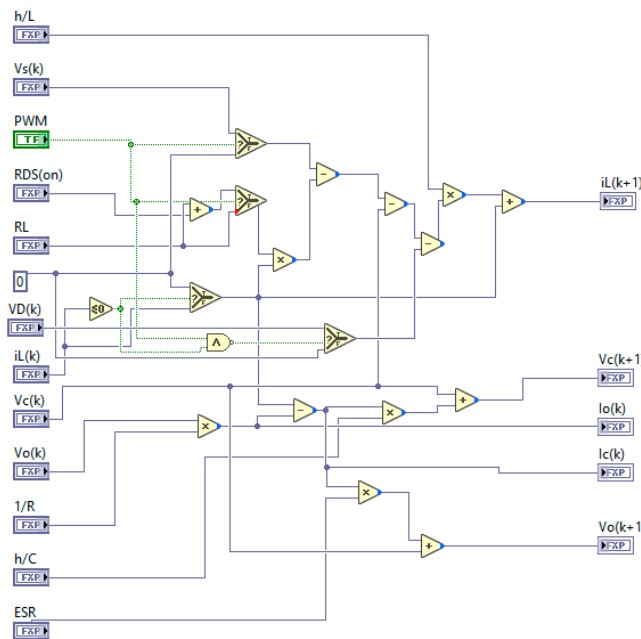 h/L
FXP
Vs(k)
FXP
PWM
TF
RDS(on)
FXP
RL
FXP
0
VD(k)
FXP
iL(k)
FXP
Vc(k)
FXP
Vo(k)
FXP
1/R
FXP
h/C
FXP
ESR
FXP
? T F
? T F
+
≤0
? T F
∧
? T F
×
−
×
−
−
−
×
+
×
×
+
+
iL(k+1)
FXP
Vc(k+1
FXP
Io(k)
FXP
Ic(k)
FXP
Vo(k+1
FXP